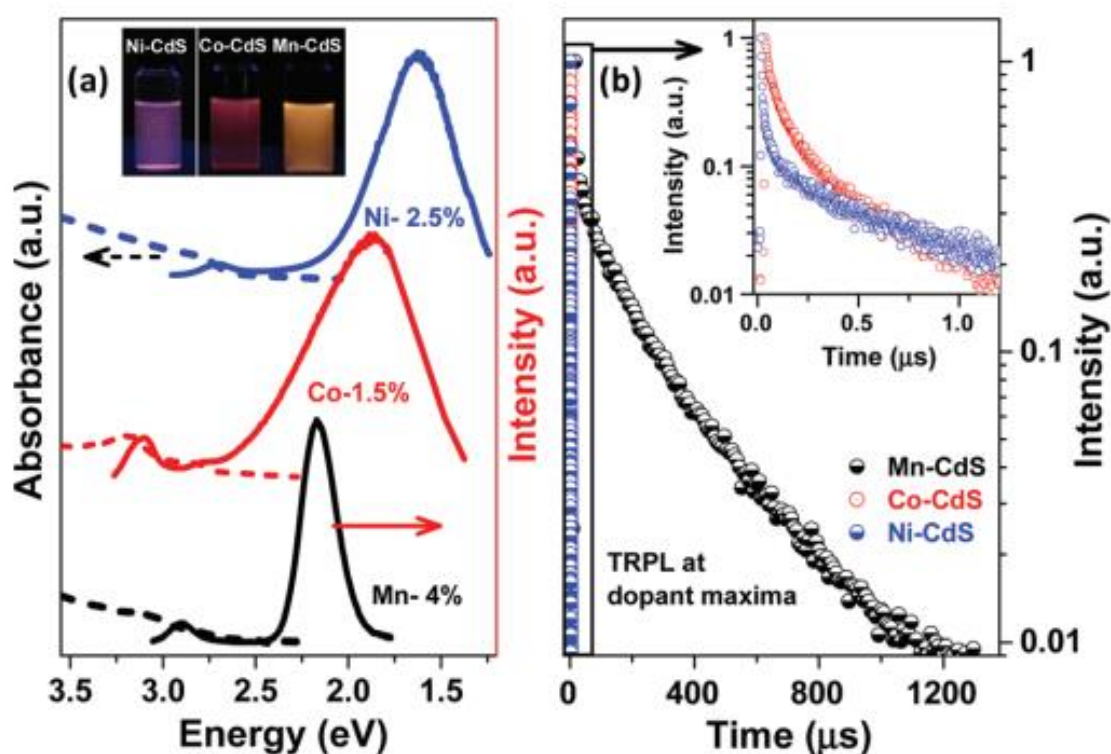 (a)
Ni-CdS Co-CdS Mn-CdS
Ni- 2.5%
Co-1.5%
Mn- 4%
Absorbance (a.u.)
Intensity (a.u.)
3.5 3.0 2.5 2.0 1.5
Energy (eV)
(b)
Intensity (a.u.)
1
0.1
0.01
0.0 0.5 1.0
Time (μs)
Mn-CdS
Co-CdS
Ni-CdS
TRPL at
dopant maxima
1
0.1
0.01
Intensity (a.u.)
0 400 800 1200
Time (μs)